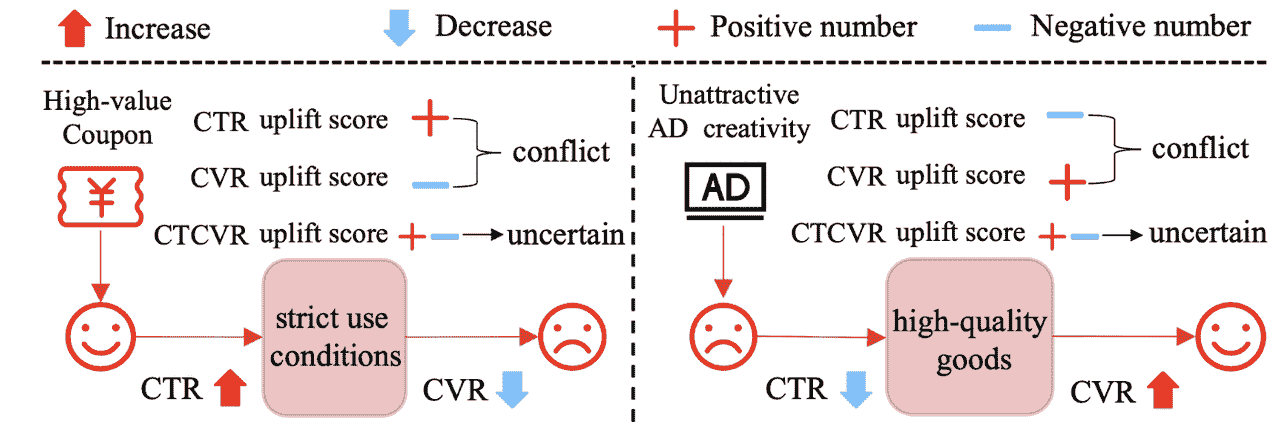 Increase
Decrease
Positive number
Negative number
High-value
Coupon
¥
CTR uplift score
conflict
CVR uplift score
CTCVR uplift score
uncertain
strict use
conditions
CTR
CVR
Unattractive
AD creativity
AD
CTR uplift score
conflict
CVR uplift score
CTCVR uplift score
uncertain
high-quality
goods
CTR
CVR